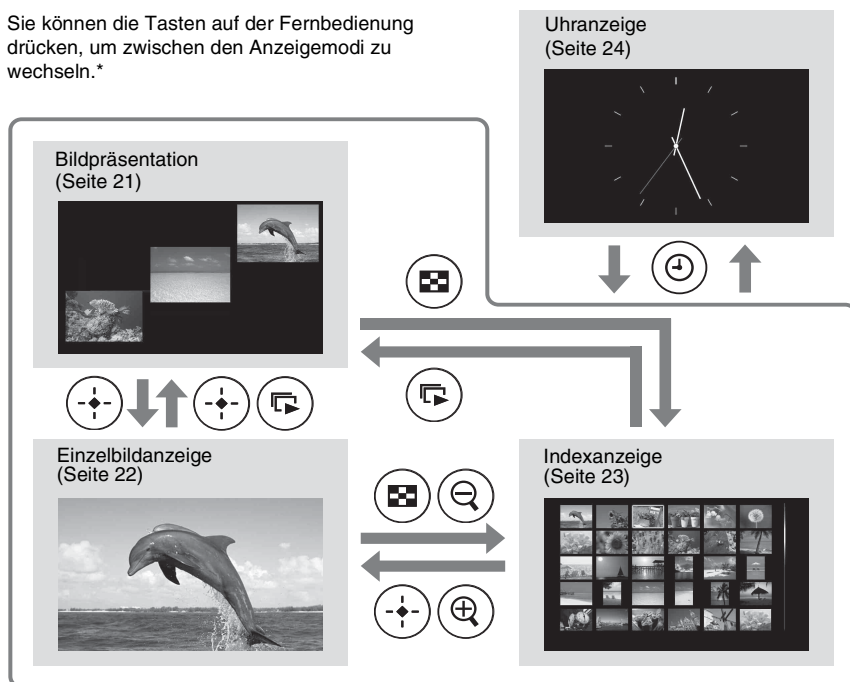 Sie können die Tasten auf der Fernbedienung
drücken, um zwischen den Anzeigemodi zu
wechseln.*
Uhranzeige
(Seite 24)
Bildpräsentation
(Seite 21)
Einzelbildanzeige
(Seite 22)
Indexanzeige
(Seite 23)